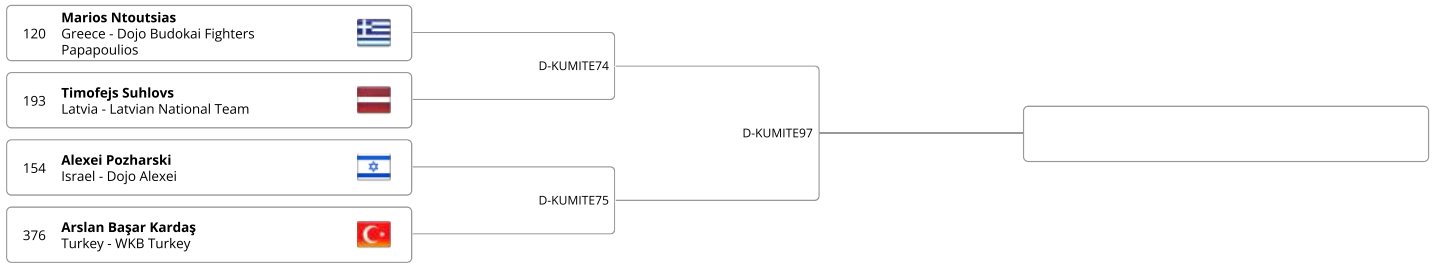 120
Marios Ntoutsias
Greece - Dojo Budokai Fighters
Papapoulios
193
Timofejs Suhlovs
Latvia - Latvian National Team
154
Alexei Pozharski
Israel - Dojo Alexei
376
Arslan Başar Kardaş
Turkey - WKB Turkey
D-KUMITE74
D-KUMITE75
D-KUMITE97